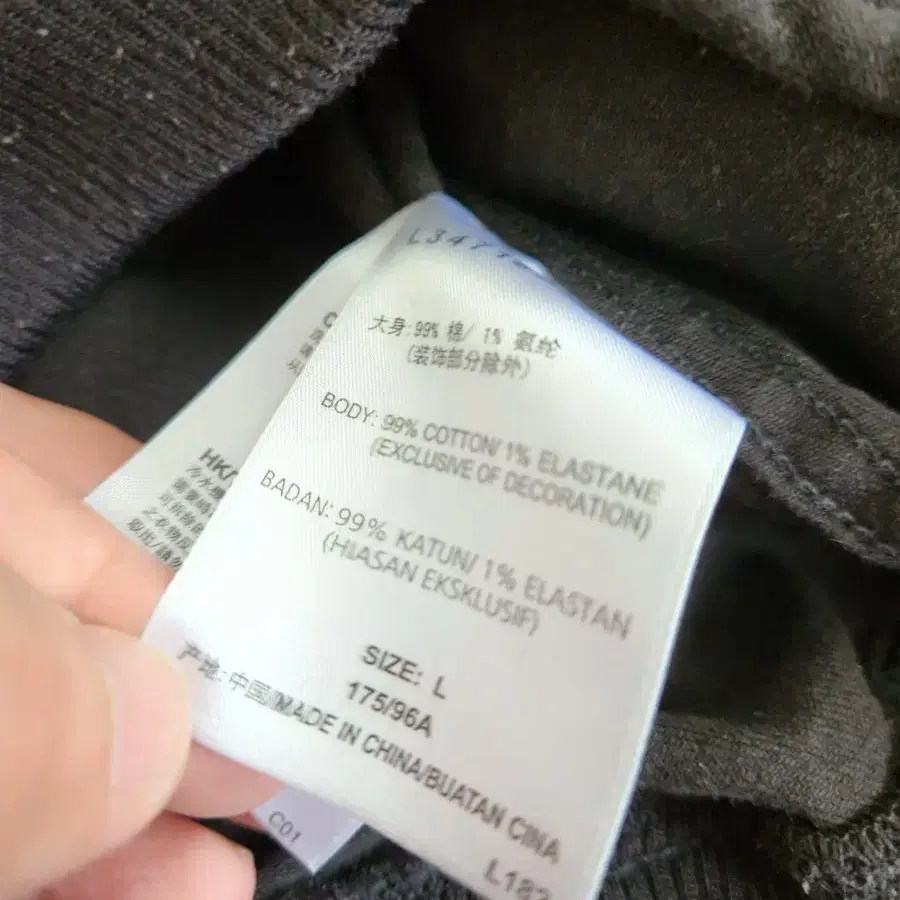 大身: 99% 棉/ 1% 氨纶
(装饰部分除外)
BODY: 99% COTTON/ 1% ELASTANE
(EXCLUSIVE OF DECORATION)
BADAN: 99% KATUN/ 1% ELASTAN
(HIASAN EKSKLUSIF)
SIZE: L
175/96A
产地: 中国/MADE IN CHINA/BUATAN CINA
L182
HK/
C01